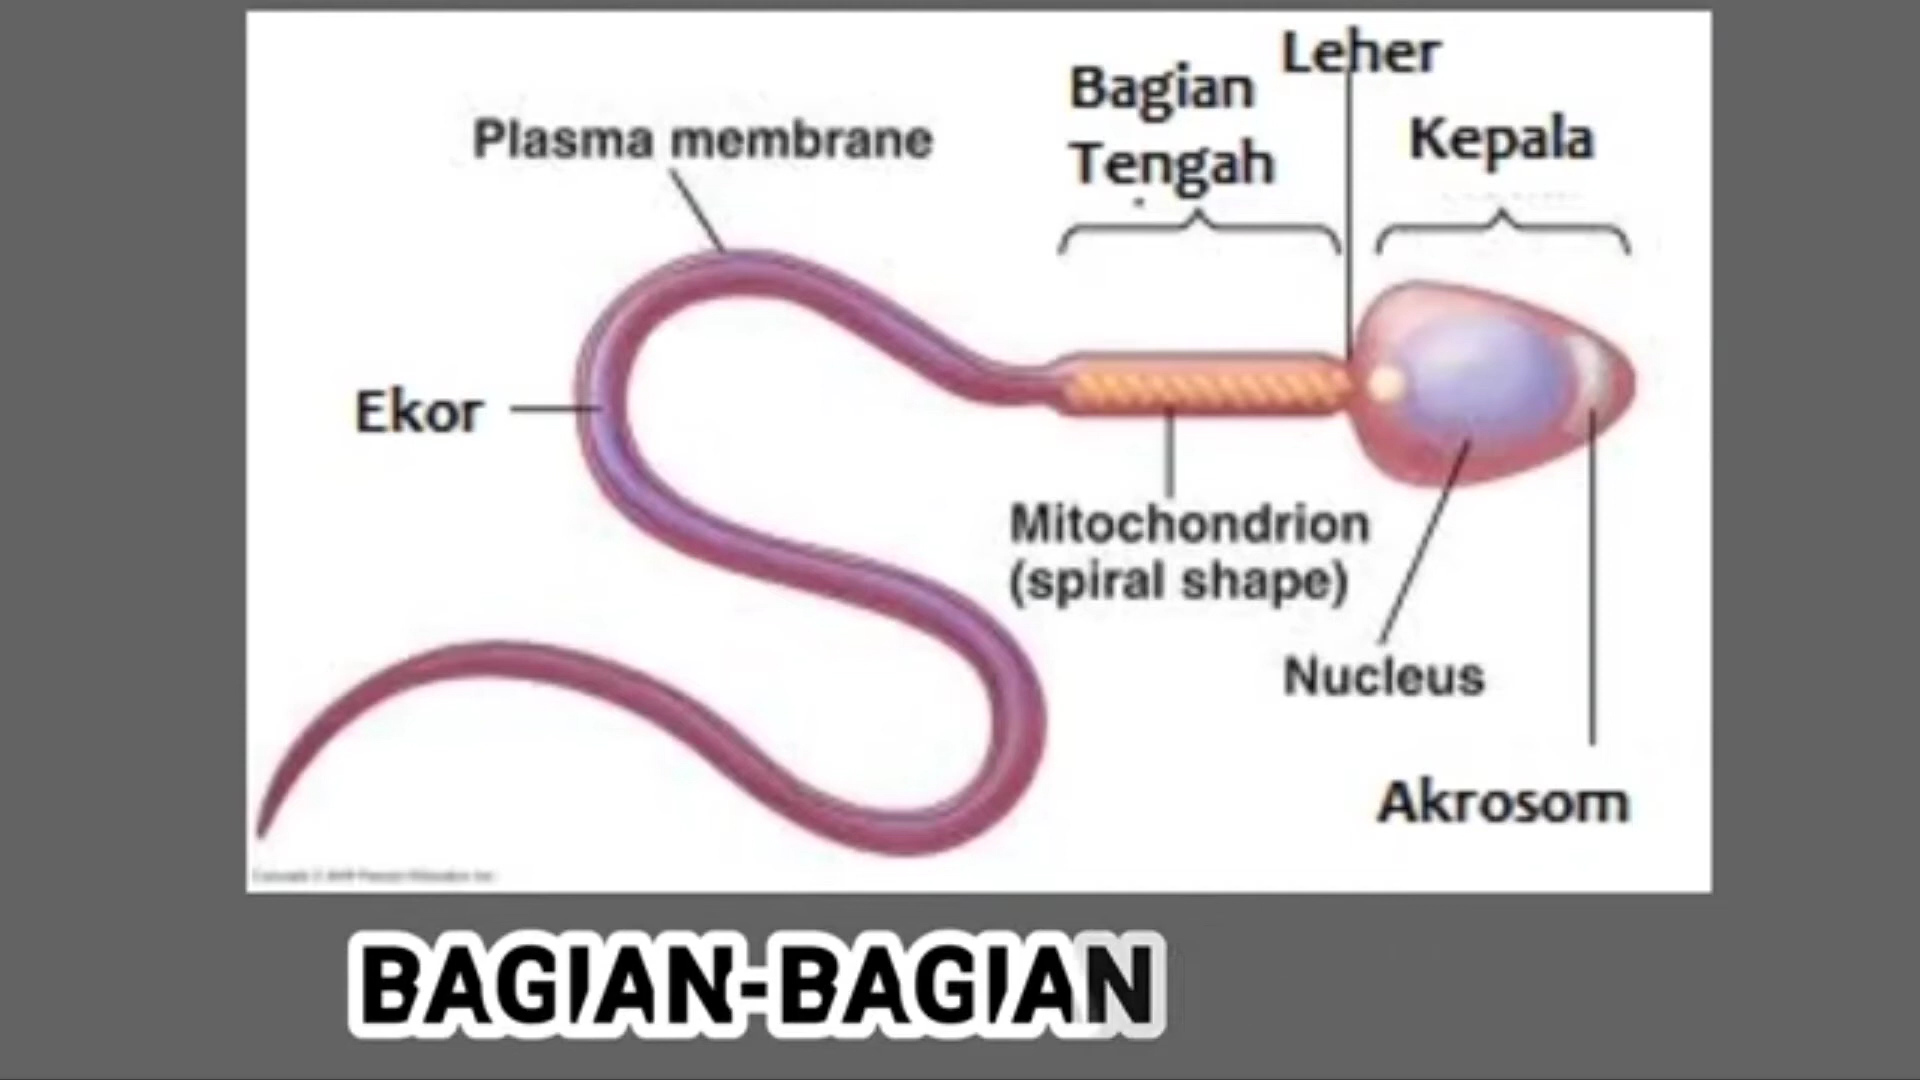 Leher
Bagian
Tengah
Kepala
Plasma membrane
Ekor
Mitochondrion
(spiral shape)
Nucleus
Akrosom
BAGIAN-BAGIAN